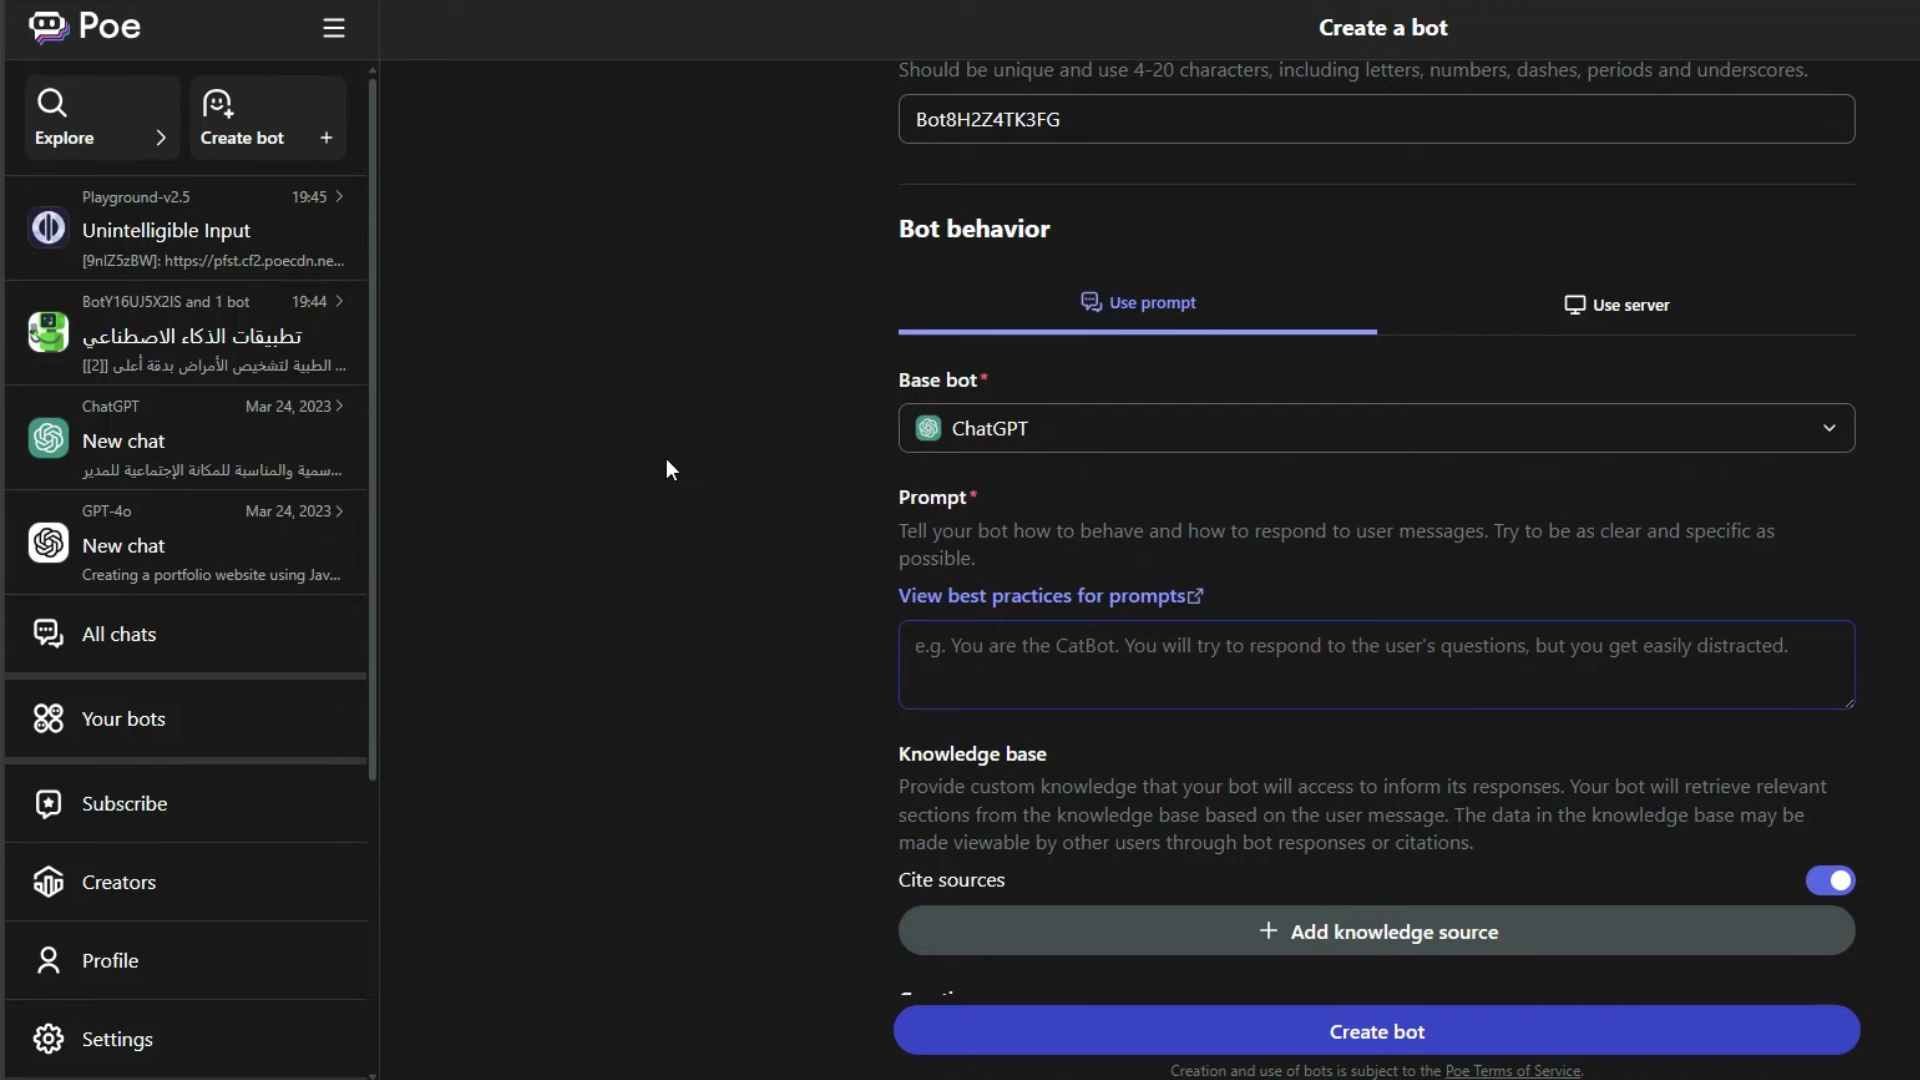 Poe
Explore
Create bot
Playground-v2.5 19:45
Unintelligible Input
[9nIZ5zBW]: https://pfst.cf2.poecdn.ne...
BotY16UJ5X2IS and 1 bot 19:44
تطبيقات الذكاء الاصطناعي
الطبية لتشخيص الأمراض بدقة أعلى [[2]] ...
ChatGPT Mar 24, 2023
New chat
سمية والمناسبة للمكانة الإجتماعية للمدير...
GPT-4o Mar 24, 2023
New chat
Creating a portfolio website using Jav...
All chats
Your bots
Subscribe
Creators
Profile
Settings
Create a bot
Should be unique and use 4-20 characters, including letters, numbers, dashes, periods and underscores.
Bot8H2Z4TK3FG
Bot behavior
Use prompt
Use server
Base bot*
ChatGPT
Prompt*
Tell your bot how to behave and how to respond to user messages. Try to be as clear and specific as
possible.
View best practices for prompts
e.g. You are the CatBot. You will try to respond to the user's questions, but you get easily distracted.
Knowledge base
Provide custom knowledge that your bot will access to inform its responses. Your bot will retrieve relevant
sections from the knowledge base based on the user message. The data in the knowledge base may be
made viewable by other users through bot responses or citations.
Cite sources
+ Add knowledge source
Create bot
Creation and use of bots is subject to the Poe Terms of Service.